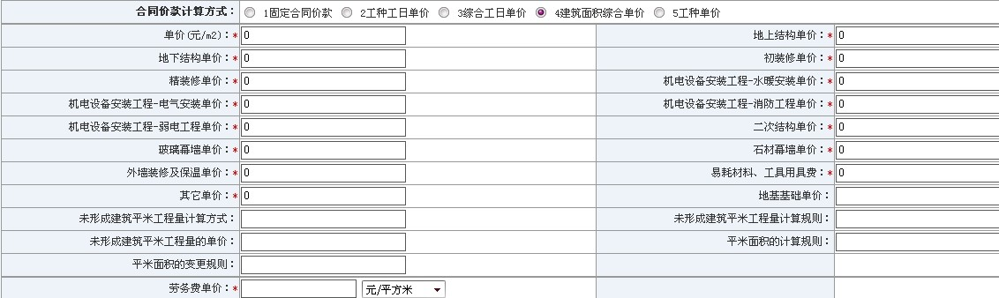 合同价款计算方式： 1固定合同价款 2工种工日单价 3综合工日单价 4建筑面积综合单价 5工种单价
单价(元/m2)：* 0 地上结构单价：* 0
地下结构单价：* 0 初装修单价：* 0
精装修单价：* 0 机电设备安装工程-水暖安装单价：* 0
机电设备安装工程-电气安装单价：* 0 机电设备安装工程-消防工程单价：* 0
机电设备安装工程-弱电工程单价：* 0 二次结构单价：* 0
玻璃幕墙单价：* 0 石材幕墙单价：* 0
外墙装修及保温单价：* 0 易耗材料、工具用具费：* 0
其它单价：* 0 地基基础单价：
未形成建筑平米工程量计算方式： 未形成建筑平米工程量计算规则：
未形成建筑平米工程量的单价： 平米面积的计算规则：
平米面积的变更规则：
劳务费单价：* 元/平方米